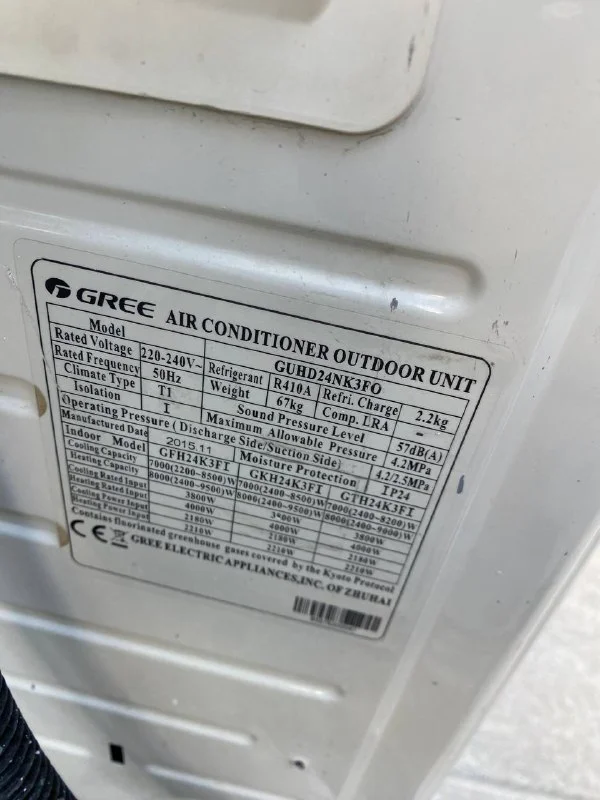 GREE AIR CONDITIONER OUTDOOR UNIT
Model GUHD24NK3FO
Rated Voltage 220-240V~ Refrigerant R410A Refri. Charge 2.2kg
Rated Frequency 50Hz Weight 67kg Comp. LRA -
Climate Type T1 Sound Pressure Level 57dB(A)
Isolation I Maximum Allowable Pressure 4.2MPa
Operating Pressure (Discharge Side/Suction Side) 4.2/2.5MPa
Manufactured Date 2015.11 Moisture Protection IP24
Indoor Model GFH24K3FI GKH24K3FI GTH24K3FI
Cooling Capacity 7000(2200~8500)W 7000(2400~8500)W 7000(2400~8200)W
Heating Capacity 8000(2400~9500)W 8000(2400~9500)W 8000(2400~9000)W
Cooling Rated Input 3800W 3400W 3800W
Heating Rated Input 4000W 4000W 4000W
Cooling Power Input 2180W 2180W 2180W
Heating Power Input 2210W 2210W 2210W
Contains fluorinated greenhouse gases covered by the Kyoto Protocol
CE GREE ELECTRIC APPLIANCES,INC. OF ZHUHAI